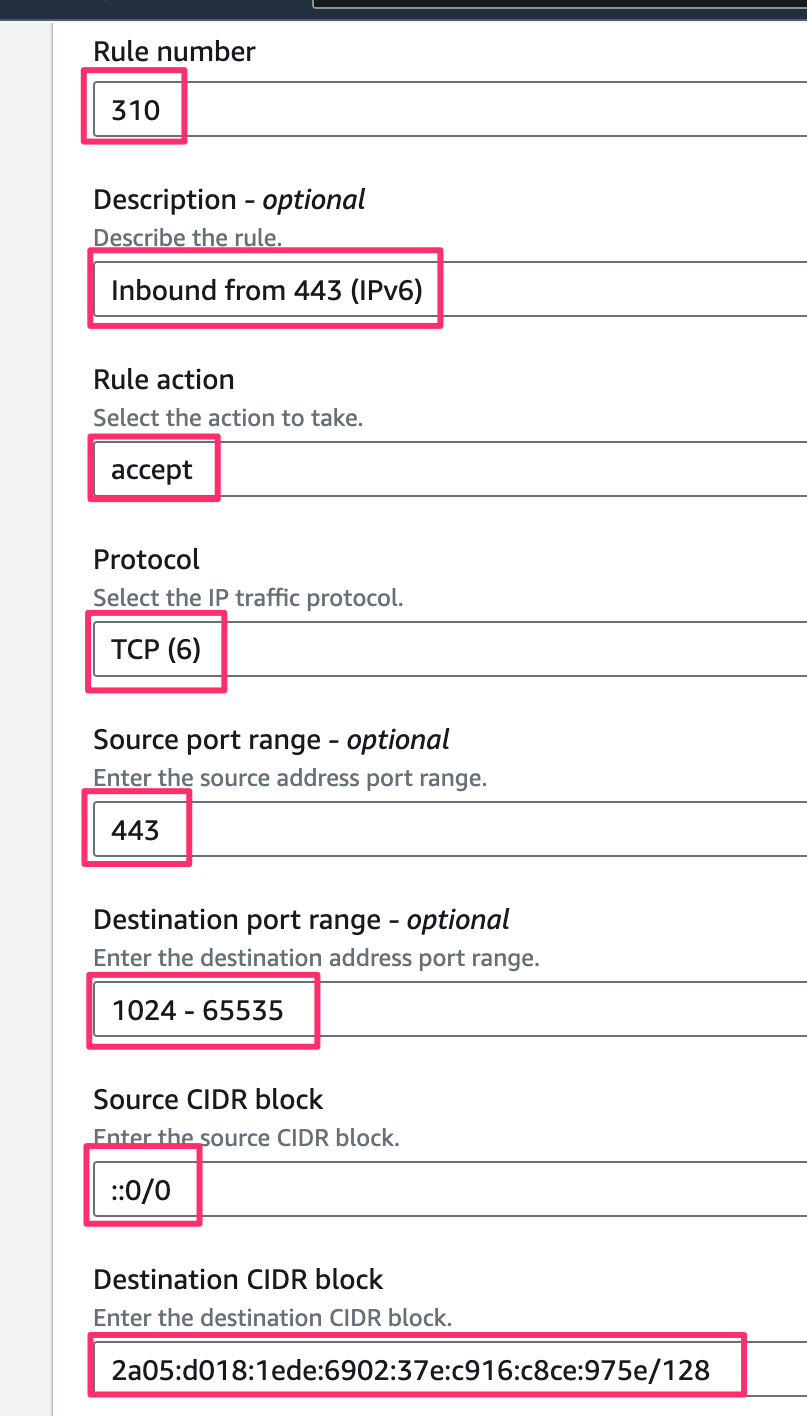 Rule number
310
Description - optional
Describe the rule.
Inbound from 443 (IPv6)
Rule action
Select the action to take.
accept
Protocol
Select the IP traffic protocol.
TCP (6)
Source port range - optional
Enter the source address port range.
443
Destination port range - optional
Enter the destination address port range.
1024 - 65535
Source CIDR block
Enter the source CIDR block.
::0/0
Destination CIDR block
Enter the destination CIDR block.
2a05:d018:1ede:6902:37e:c916:c8ce:975e/128